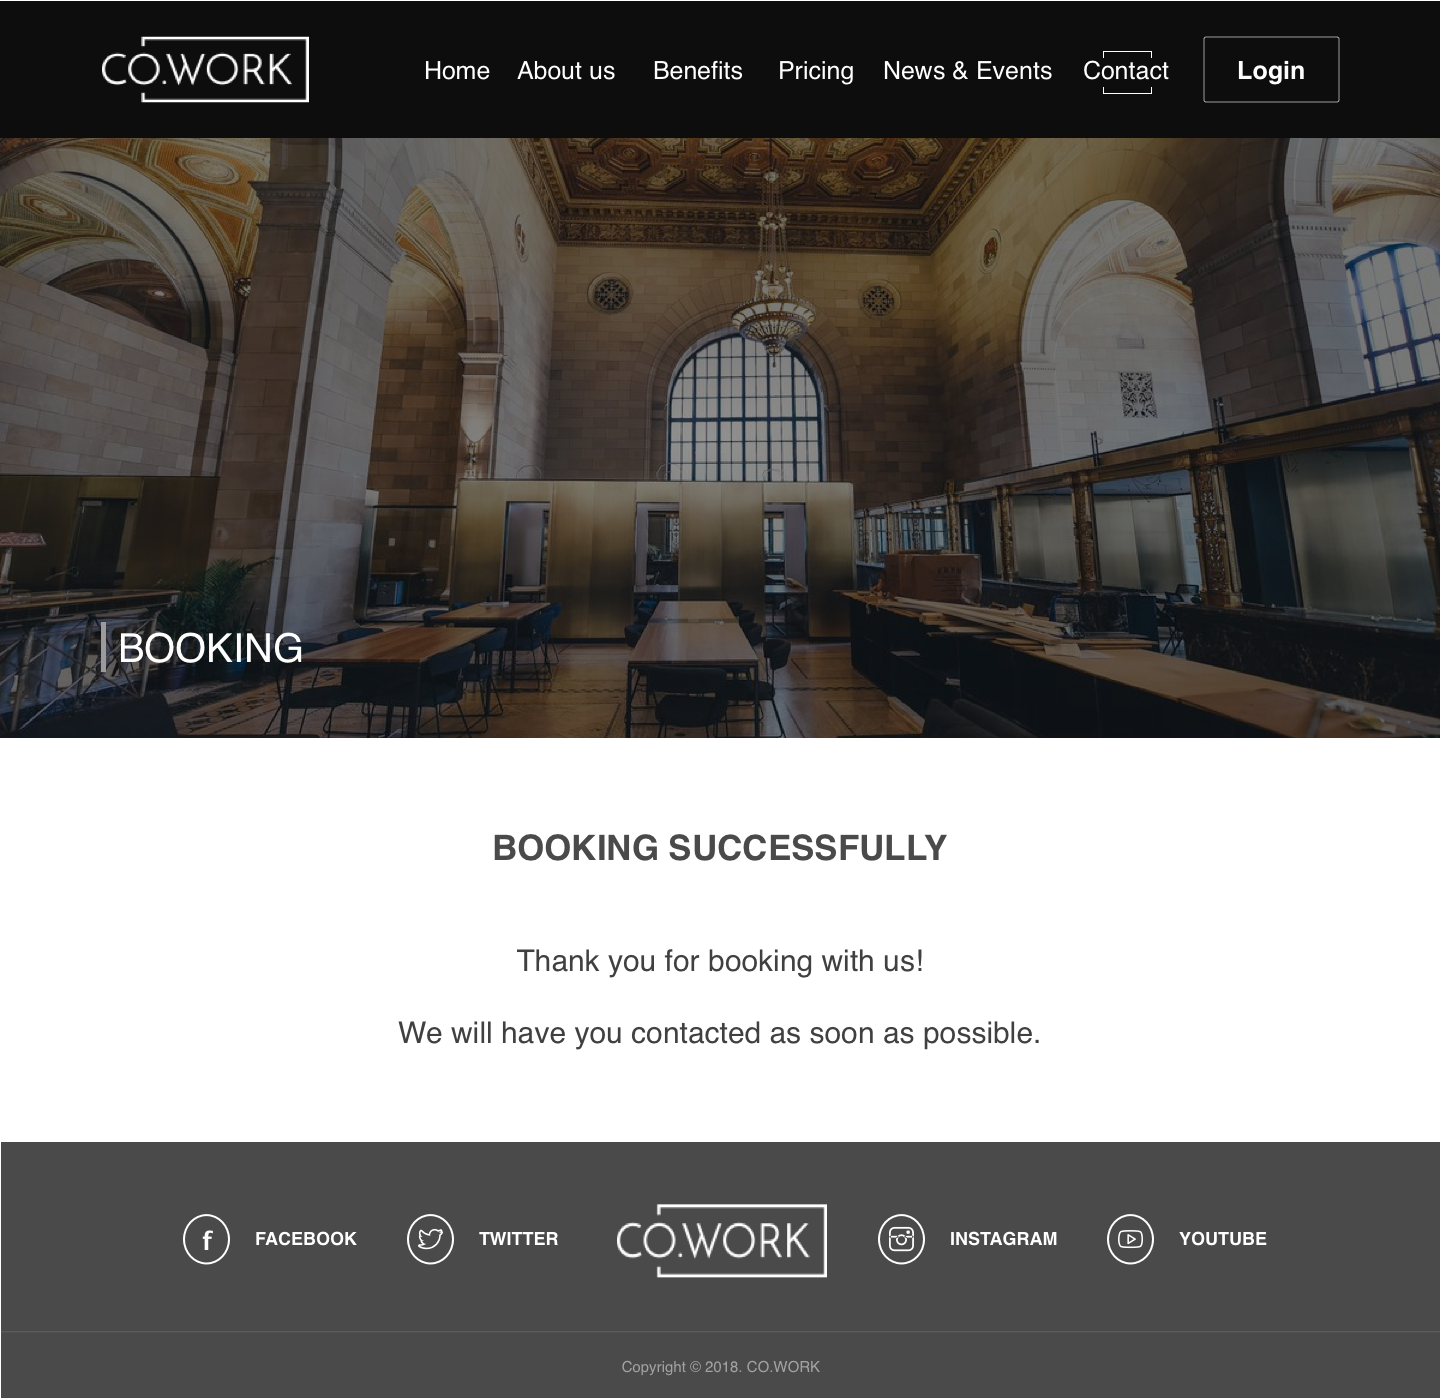 CO.WORK
Home About us Benefits Pricing News & Events Contact Login
BOOKING
BOOKING SUCCESSFULLY
Thank you for booking with us!
We will have you contacted as soon as possible.
f FACEBOOK TWITTER CO.WORK INSTAGRAM YOUTUBE
Copyright © 2018. CO.WORK